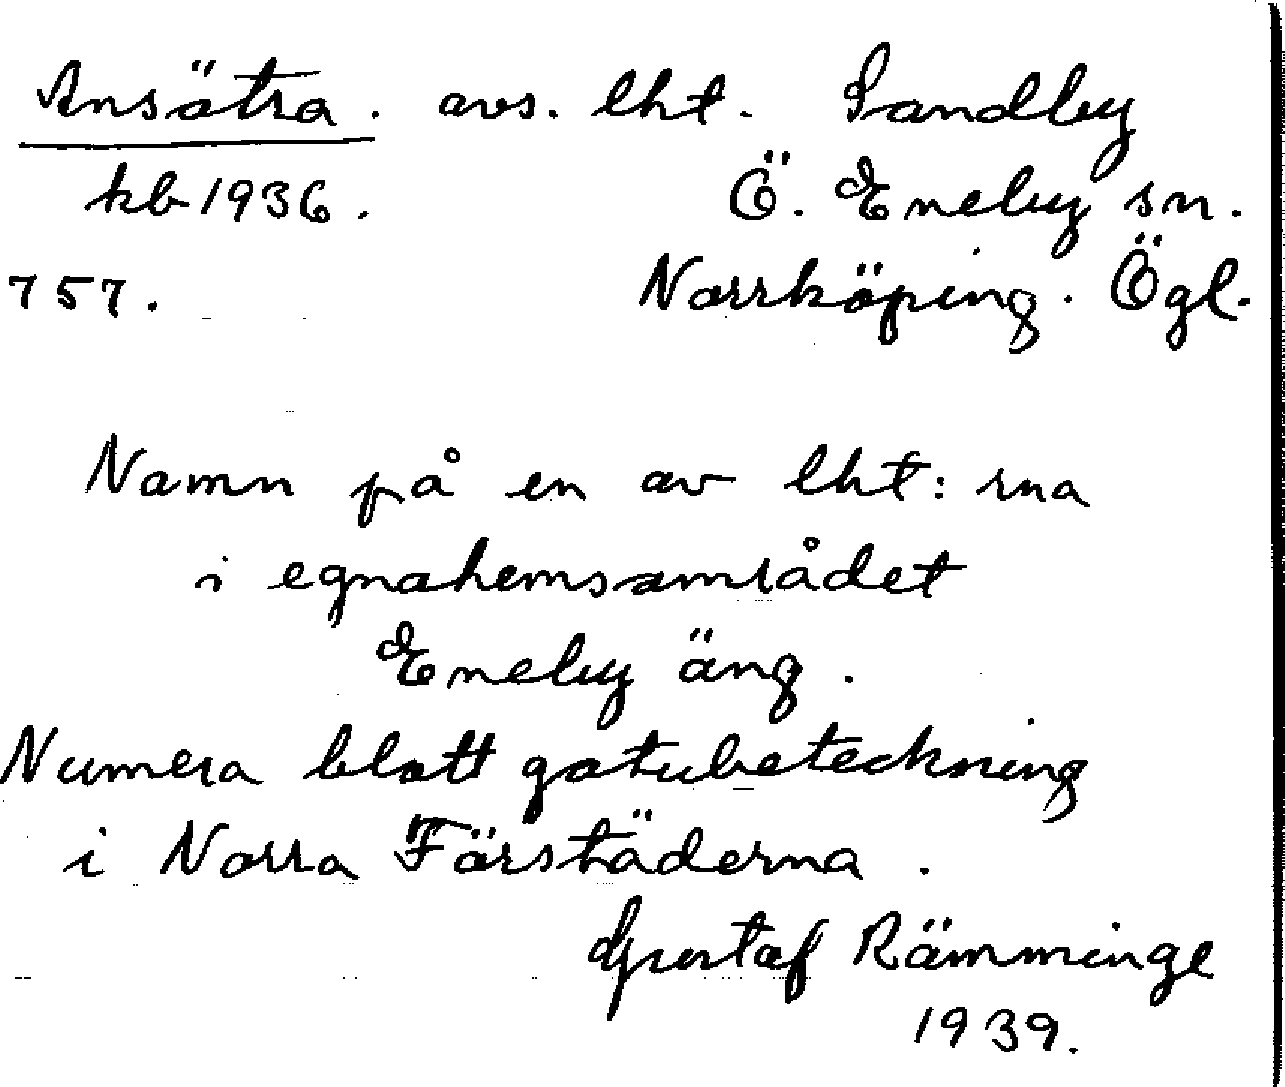 Ansätra. avs. lht. Sandby
kb 1936. Ö. Eneby sn.
757. Norrköping. Ögl.
Namn på en av lht:rna
i egnahemsområdet
Eneby äng.
Numera blott gatubeteckning
i Norra Förstäderna.
Gustaf Rämminge
1939.